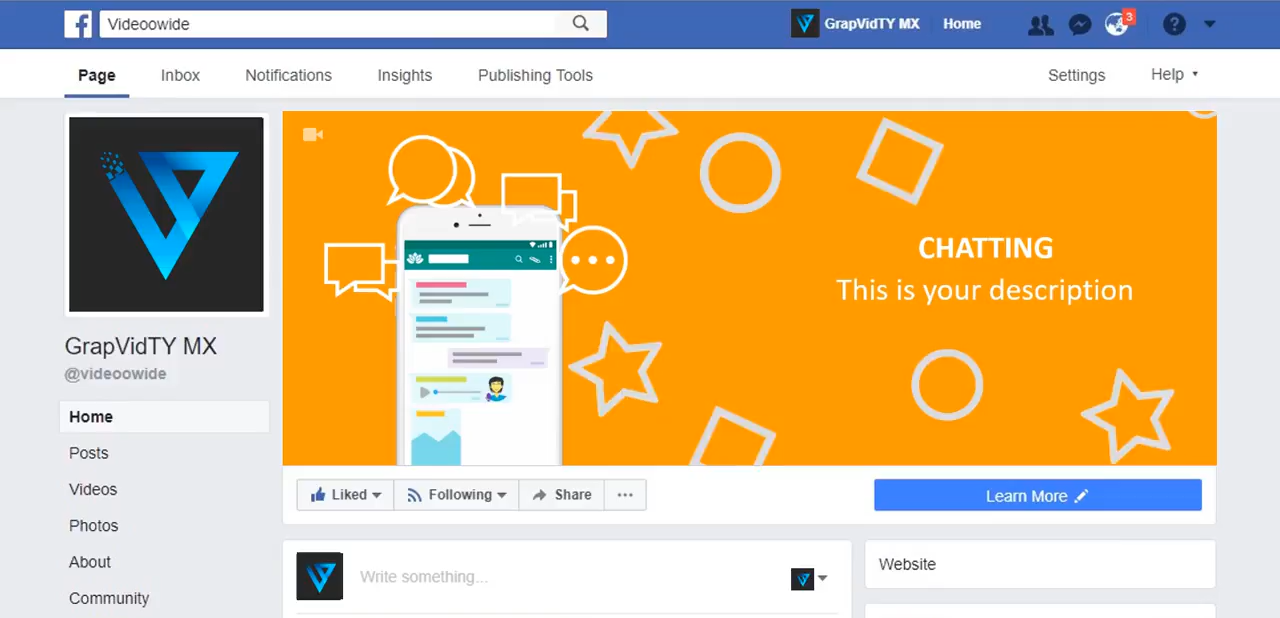 Videoowide
GrapVidTY MX Home 3
Page Inbox Notifications Insights Publishing Tools Settings Help
CHATTING
This is your description
GrapVidTY MX
@videoowide
Home
Posts
Videos
Photos
About
Community
Liked Following Share Learn More
Write something...
Website